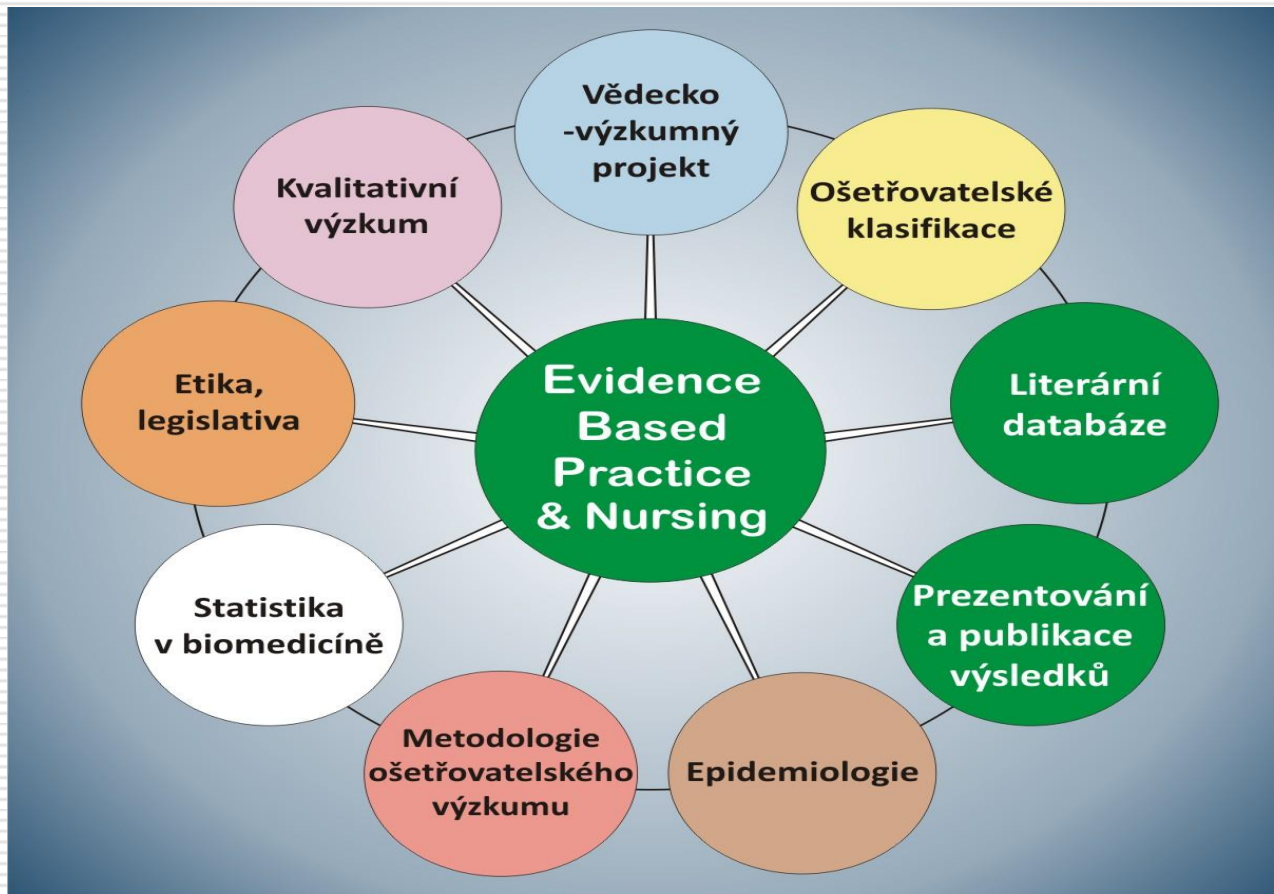 Vědecko
-výzkumný
projekt
Ošetřovatelské
klasifikace
Literární
databáze
Prezentování
a publikace
výsledků
Epidemiologie
Metodologie
ošetřovatelského
výzkumu
Statistika
v biomedicíně
Etika,
legislativa
Kvalitativní
výzkum
Evidence
Based
Practice
& Nursing